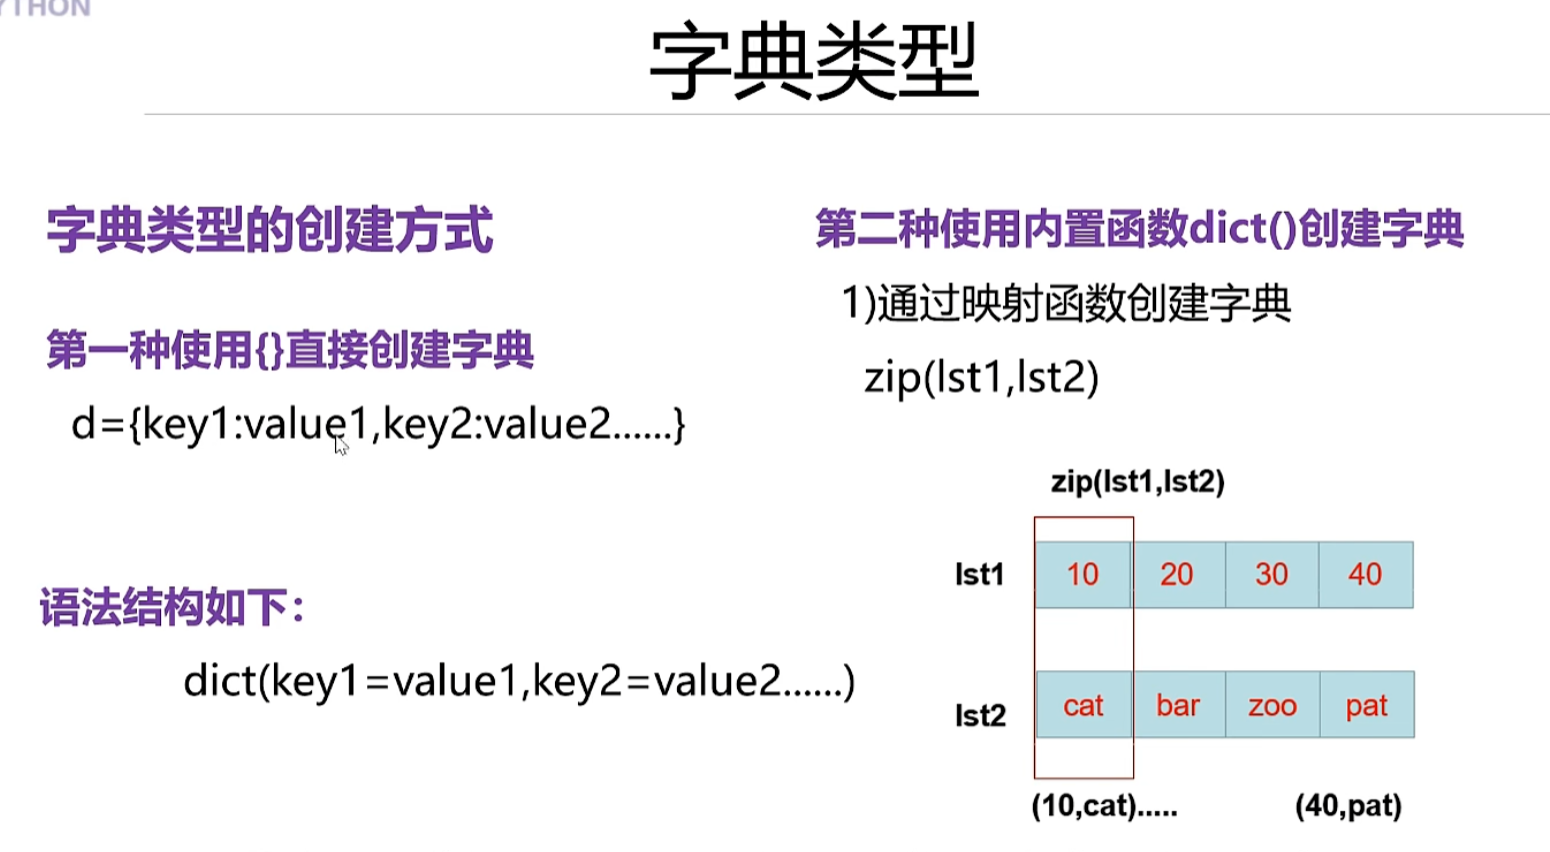 YTHON
字典类型
字典类型的创建方式
第一种使用{}直接创建字典
d={key1:value1,key2:value2......}
语法结构如下：
dict(key1=value1,key2=value2......)
第二种使用内置函数dict()创建字典
1)通过映射函数创建字典
zip(lst1,lst2)
zip(lst1,lst2)
lst1 10 20 30 40
lst2 cat bar zoo pat
(10,cat)..... (40,pat)